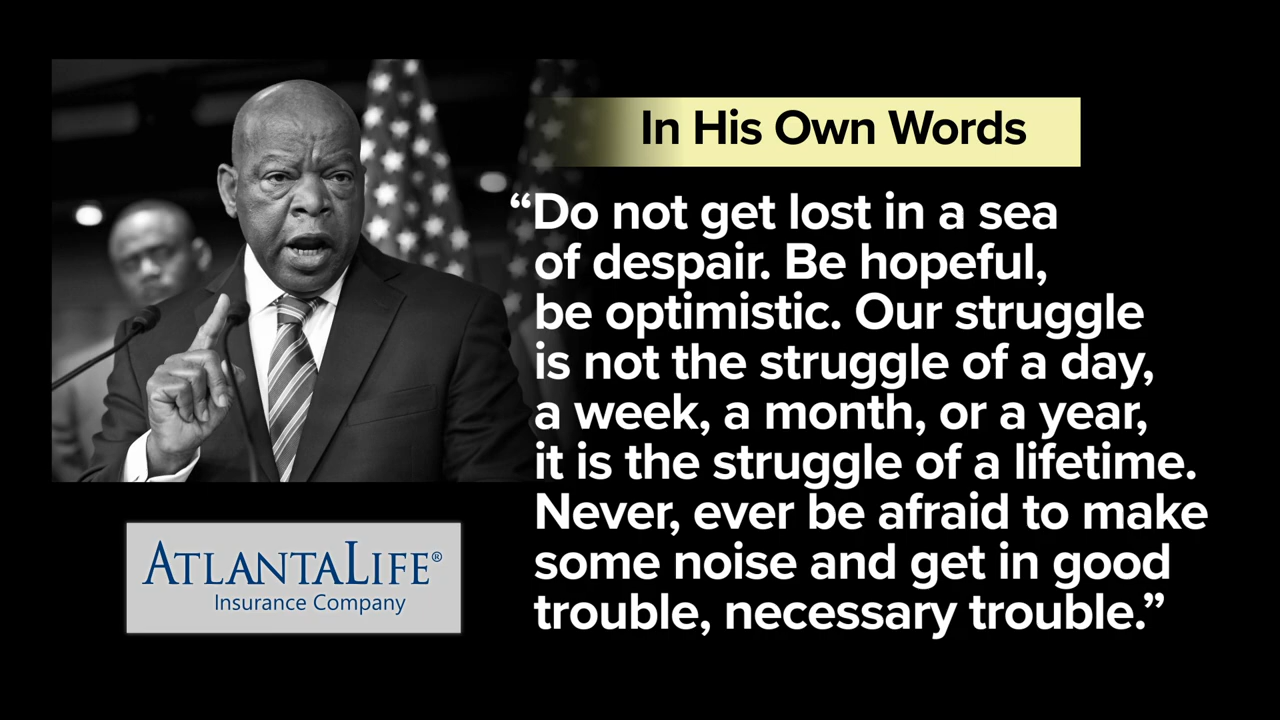 In His Own Words
“Do not get lost in a sea
of despair. Be hopeful,
be optimistic. Our struggle
is not the struggle of a day,
a week, a month, or a year,
it is the struggle of a lifetime.
Never, ever be afraid to make
some noise and get in good
trouble, necessary trouble.”
ATLANTALIFE®
Insurance Company